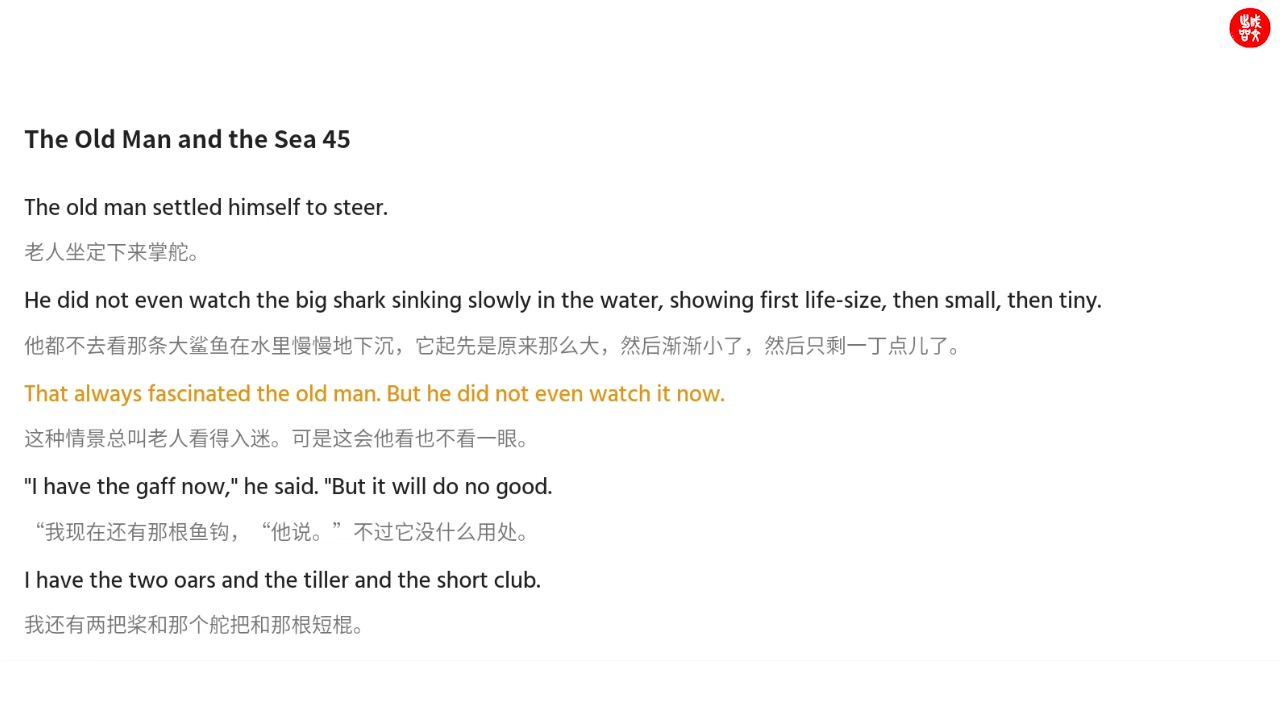 The Old Man and the Sea 45
The old man settled himself to steer.
老人坐定下来掌舵。
He did not even watch the big shark sinking slowly in the water, showing first life-size, then small, then tiny.
他都不去看那条大鲨鱼在水里慢慢地下沉，它起先是原来那么大，然后渐渐小了，然后只剩一丁点儿了。
That always fascinated the old man. But he did not even watch it now.
这种情景总叫老人看得入迷。可是这会他看也不看一眼。
"I have the gaff now," he said. "But it will do no good.
“我现在还有那根鱼钩，“他说。”不过它没什么用处。
I have the two oars and the tiller and the short club.
我还有两把桨和那个舵把和那根短棍。